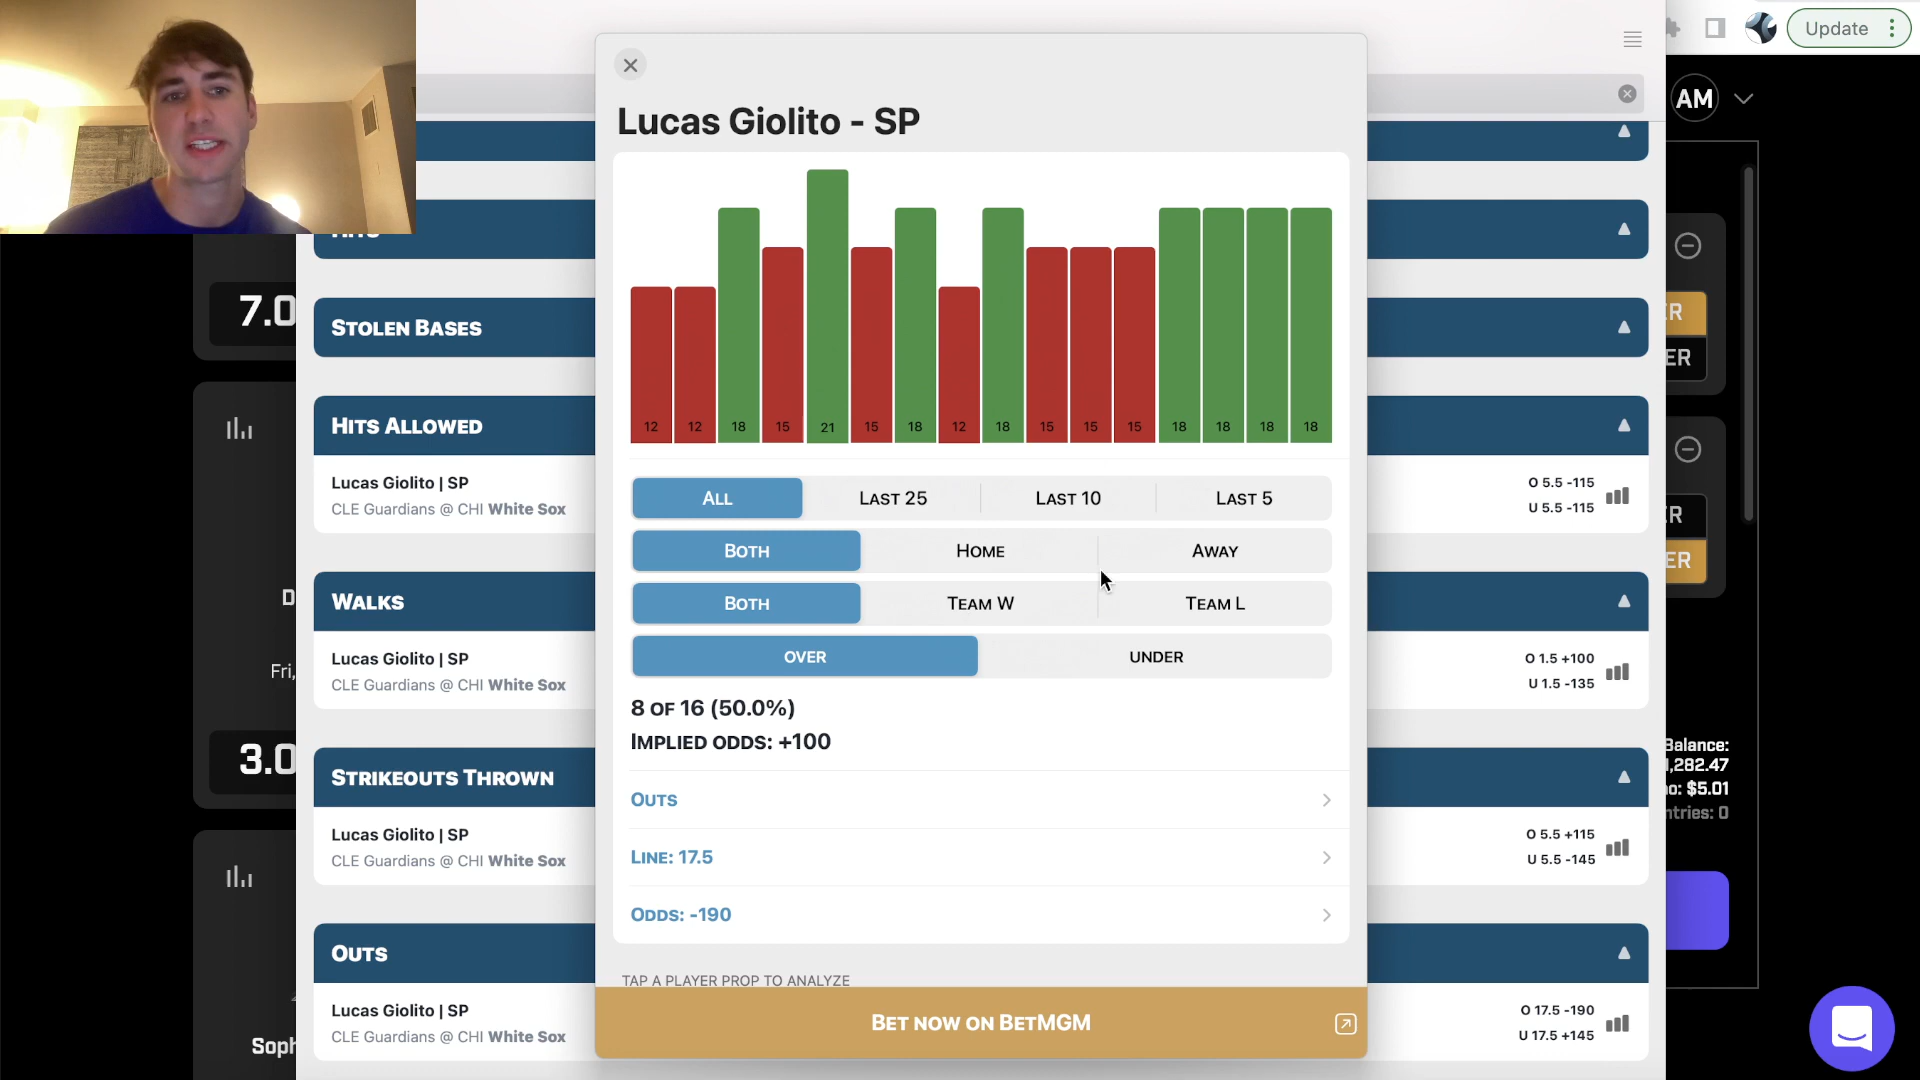 Update
AM
Lucas Giolito - SP
12 12 18 15 21 15 18 12 18 15 15 15 18 18 18 18
ALL LAST 25 LAST 10 LAST 5
BOTH HOME AWAY
BOTH TEAM W TEAM L
OVER UNDER
8 OF 16 (50.0%)
IMPLIED ODDS: +100
OUTS
LINE: 17.5
ODDS: -190
TAP A PLAYER PROP TO ANALYZE
BET NOW ON BETMGM
STOLEN BASES
HITS ALLOWED
Lucas Giolito | SP
CLE Guardians @ CHI White Sox
O 5.5 -115
U 5.5 -115
WALKS
Lucas Giolito | SP
CLE Guardians @ CHI White Sox
O 1.5 +100
U 1.5 -135
STRIKEOUTS THROWN
Lucas Giolito | SP
CLE Guardians @ CHI White Sox
O 5.5 +115
U 5.5 -145
OUTS
Lucas Giolito | SP
CLE Guardians @ CHI White Sox
O 17.5 -190
U 17.5 +145
7.0
D
Fri,
3.0
Soph
ER
ER
ER
ER
Balance:
,282.47
o: $5.01
ntries: 0